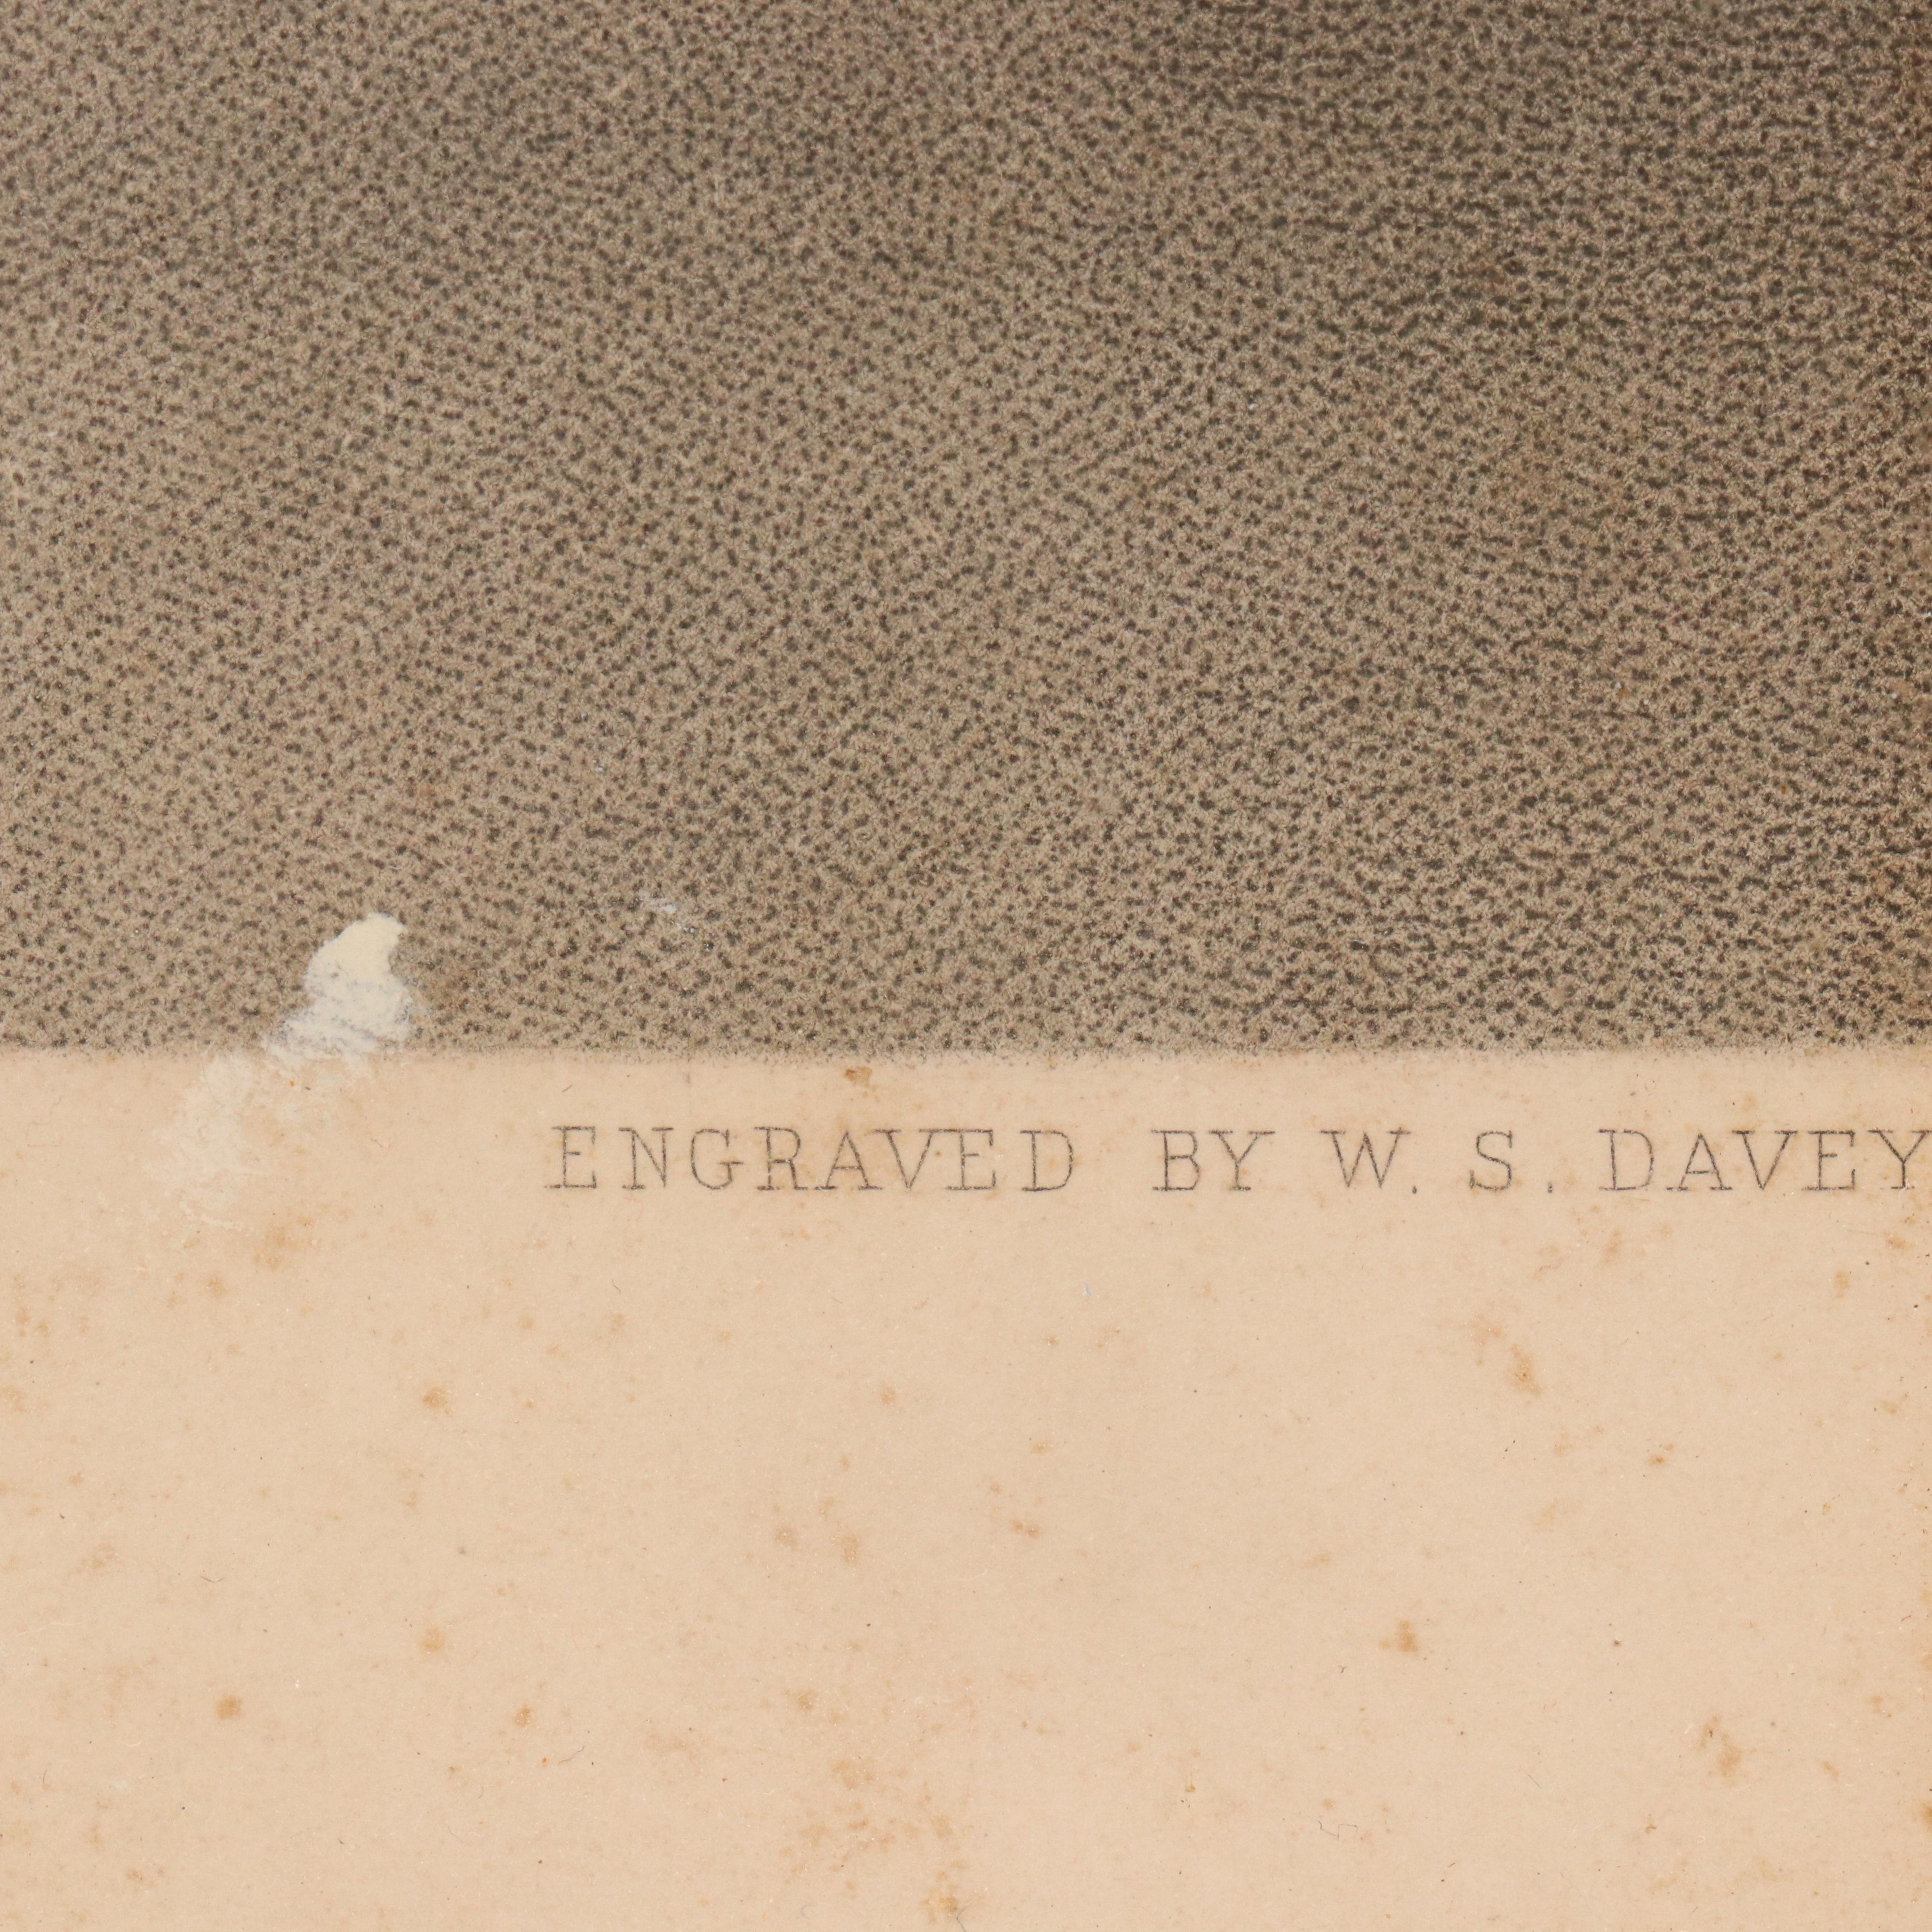 ENGRAVED BY W. S. DAVEY